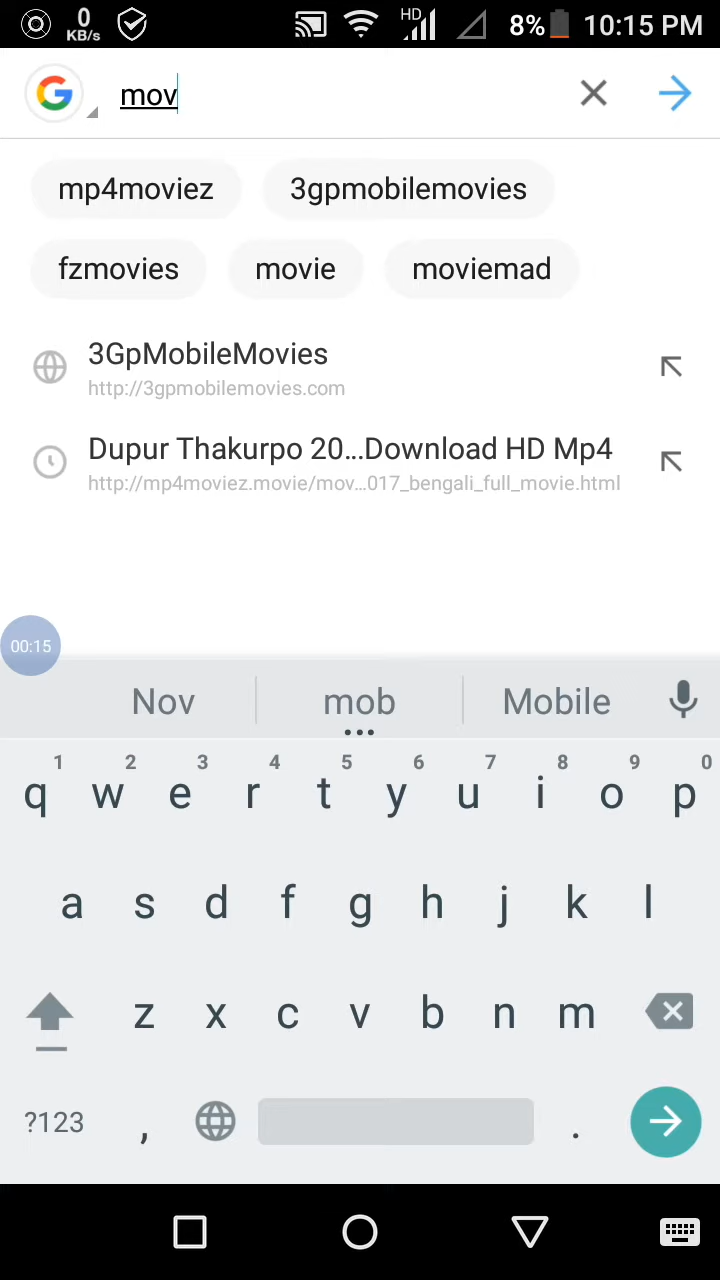 0 KB/s HD 8% 10:15 PM
mov
mp4moviez 3gpmobilemovies
fzmovies movie moviemad
3GpMobileMovies
http://3gpmobilemovies.com
Dupur Thakurpo 20...Download HD Mp4
http://mp4moviez.movie/mov...017_bengali_full_movie.html
00:15
Nov mob Mobile
1 2 3 4 5 6 7 8 9 0
q w e r t y u i o p
a s d f g h j k l
z x c v b n m
?123 , .